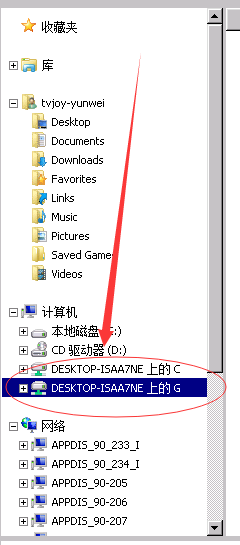 收藏夹
库
tvjoy-yunwei
Desktop
Documents
Downloads
Favorites
Links
Music
Pictures
Saved Game
Videos
计算机
本地磁盘 :)
CD 驱动器 (D:)
DESKTOP-ISAA7NE 上的 C
DESKTOP-ISAA7NE 上的 G
网络
APPDIS_90_233_I
APPDIS_90_234_I
APPDIS_90-205
APPDIS_90-206
APPDIS_90-207